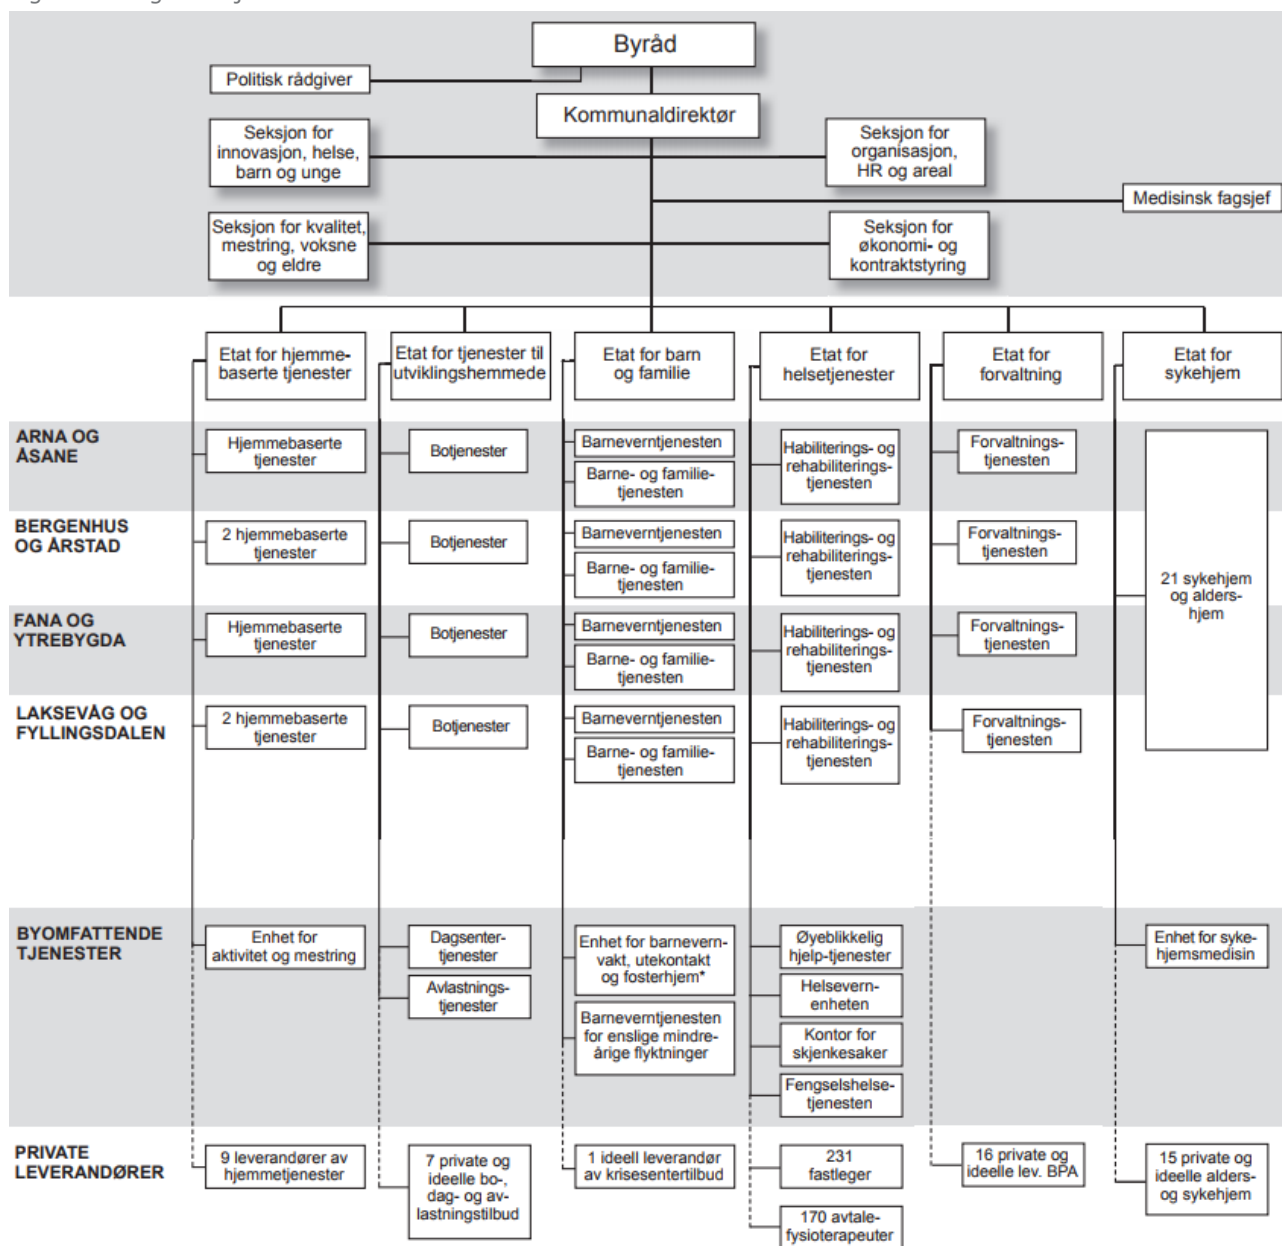 Byråd
Politisk rådgiver
Kommunaldirektør
Seksjon for
innovasjon, helse,
barn og unge
Seksjon for
organisasjon,
HR og areal
Medisinsk fagsjef
Seksjon for kvalitet,
mestring, voksne
og eldre
Seksjon for
økonomi- og
kontraktstyring
Etat for hjemme-
baserte tjenester
Etat for tjenester til
utviklingshemmede
Etat for barn
og familie
Etat for
helsetjenester
Etat for
forvaltning
Etat for
sykehjem
ARNA OG
ÅSANE
Hjemmebaserte
tjenester
Botjenester
Barneverntjenesten
Barne- og familie-
tjenesten
Habiliterings- og
rehabiliterings-
tjenesten
Forvaltnings-
tjenesten
21 sykehjem
og alders-
hjem
BERGENHUS
OG ÅRSTAD
2 hjemmebaserte
tjenester
Botjenester
Barneverntjenesten
Barne- og familie-
tjenesten
Habiliterings- og
rehabiliterings-
tjenesten
Forvaltnings-
tjenesten
FANA OG
YTREBYGDA
Hjemmebaserte
tjenester
Botjenester
Barneverntjenesten
Barne- og familie-
tjenesten
Habiliterings- og
rehabiliterings-
tjenesten
Forvaltnings-
tjenesten
LAKSEVÅG OG
FYLLINGSDALEN
2 hjemmebaserte
tjenester
Botjenester
Barneverntjenesten
Barne- og familie-
tjenesten
Habiliterings- og
rehabiliterings-
tjenesten
Forvaltnings-
tjenesten
BYOMFATTENDE
TJENESTER
Enhet for
aktivitet og mestring
Dagsenter-
tjenester
Avlastnings-
tjenester
Enhet for barnevern-
vakt, utekontakt
og fosterhjem*
Barneverntjenesten
for enslige mindre-
årige flyktninger
Øyeblikkelig
hjelp-tjenester
Helsevern-
enheten
Kontor for
skjenkesaker
Fengselshelse-
tjenesten
Enhet for syke-
hjemsmedisin
PRIVATE
LEVERANDØRER
9 leverandører av
hjemmetjenester
7 private og
ideelle bo-,
dag- og av-
lastningstilbud
1 ideell leverandør
av krisesentertilbud
231
fastleger
170 avtale-
fysioterapeuter
16 private og
ideelle lev. BPA
15 private og
ideelle alders-
og sykehjem